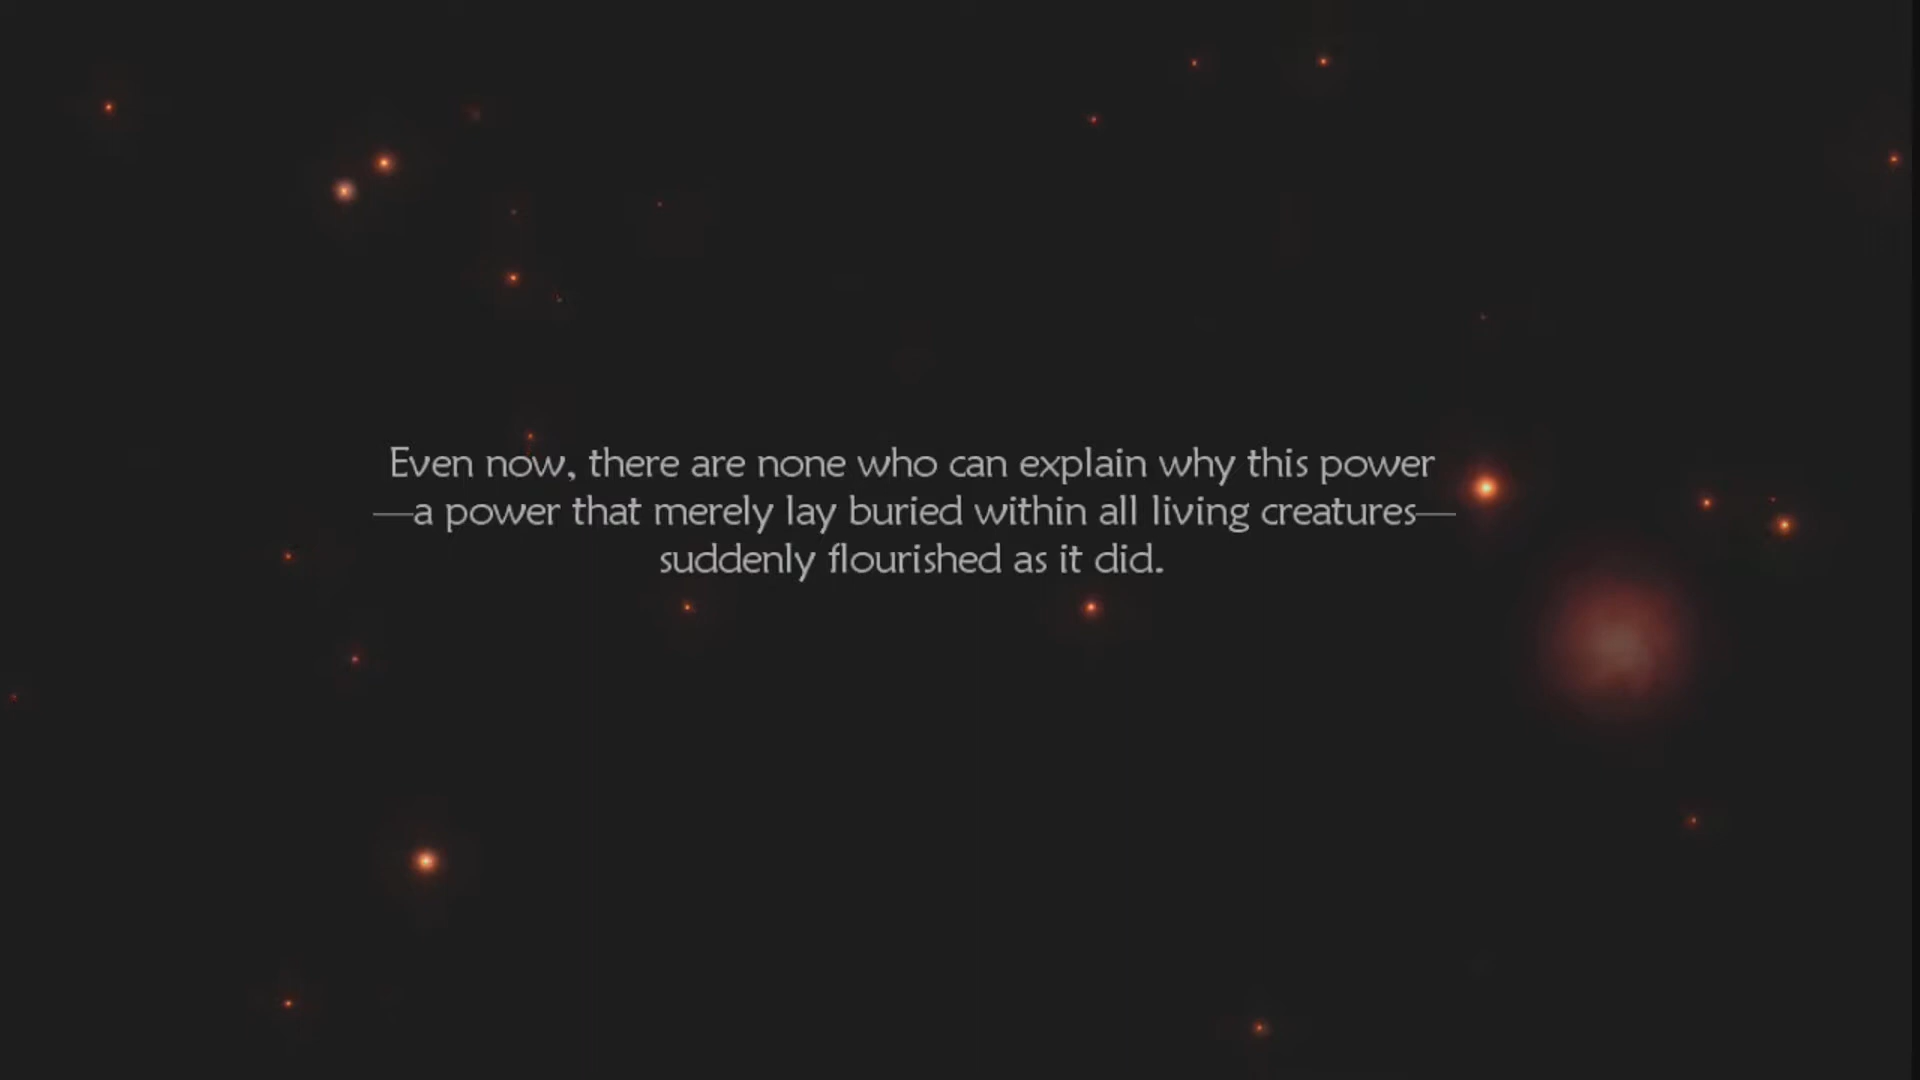 Even now, there are none who can explain why this power
—a power that merely lay buried within all living creatures—
suddenly flourished as it did.